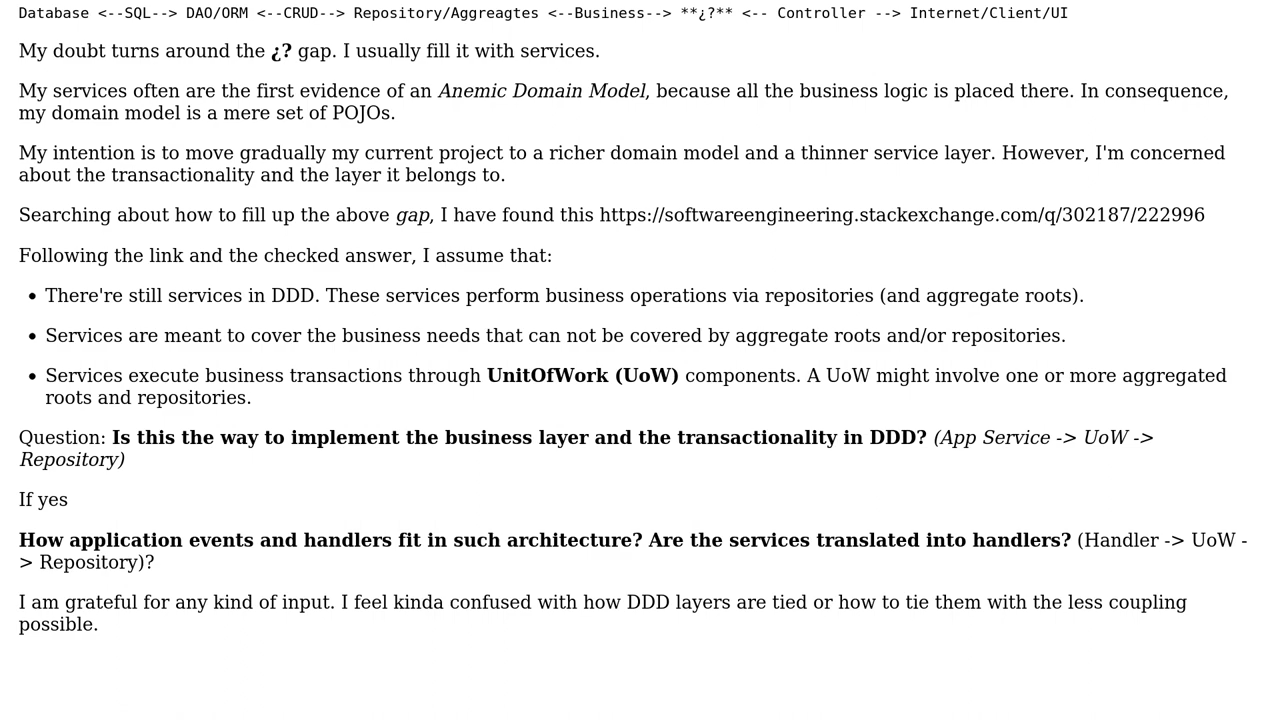 Database <--SQL--> DAO/ORM <--CRUD--> Repository/Aggreagtes <--Business--> **¿?** <-- Controller --> Internet/Client/UI
My doubt turns around the ¿? gap. I usually fill it with services.
My services often are the first evidence of an Anemic Domain Model, because all the business logic is placed there. In consequence,
my domain model is a mere set of POJOs.
My intention is to move gradually my current project to a richer domain model and a thinner service layer. However, I'm concerned
about the transactionality and the layer it belongs to.
Searching about how to fill up the above gap, I have found this https://softwareengineering.stackexchange.com/q/302187/222996
Following the link and the checked answer, I assume that:
• There're still services in DDD. These services perform business operations via repositories (and aggregate roots).
• Services are meant to cover the business needs that can not be covered by aggregate roots and/or repositories.
• Services execute business transactions through UnitOfWork (UoW) components. A UoW might involve one or more aggregated
roots and repositories.
Question: Is this the way to implement the business layer and the transactionality in DDD? (App Service -> UoW ->
Repository)
If yes
How application events and handlers fit in such architecture? Are the services translated into handlers? (Handler -> UoW -
> Repository)?
I am grateful for any kind of input. I feel kinda confused with how DDD layers are tied or how to tie them with the less coupling
possible.